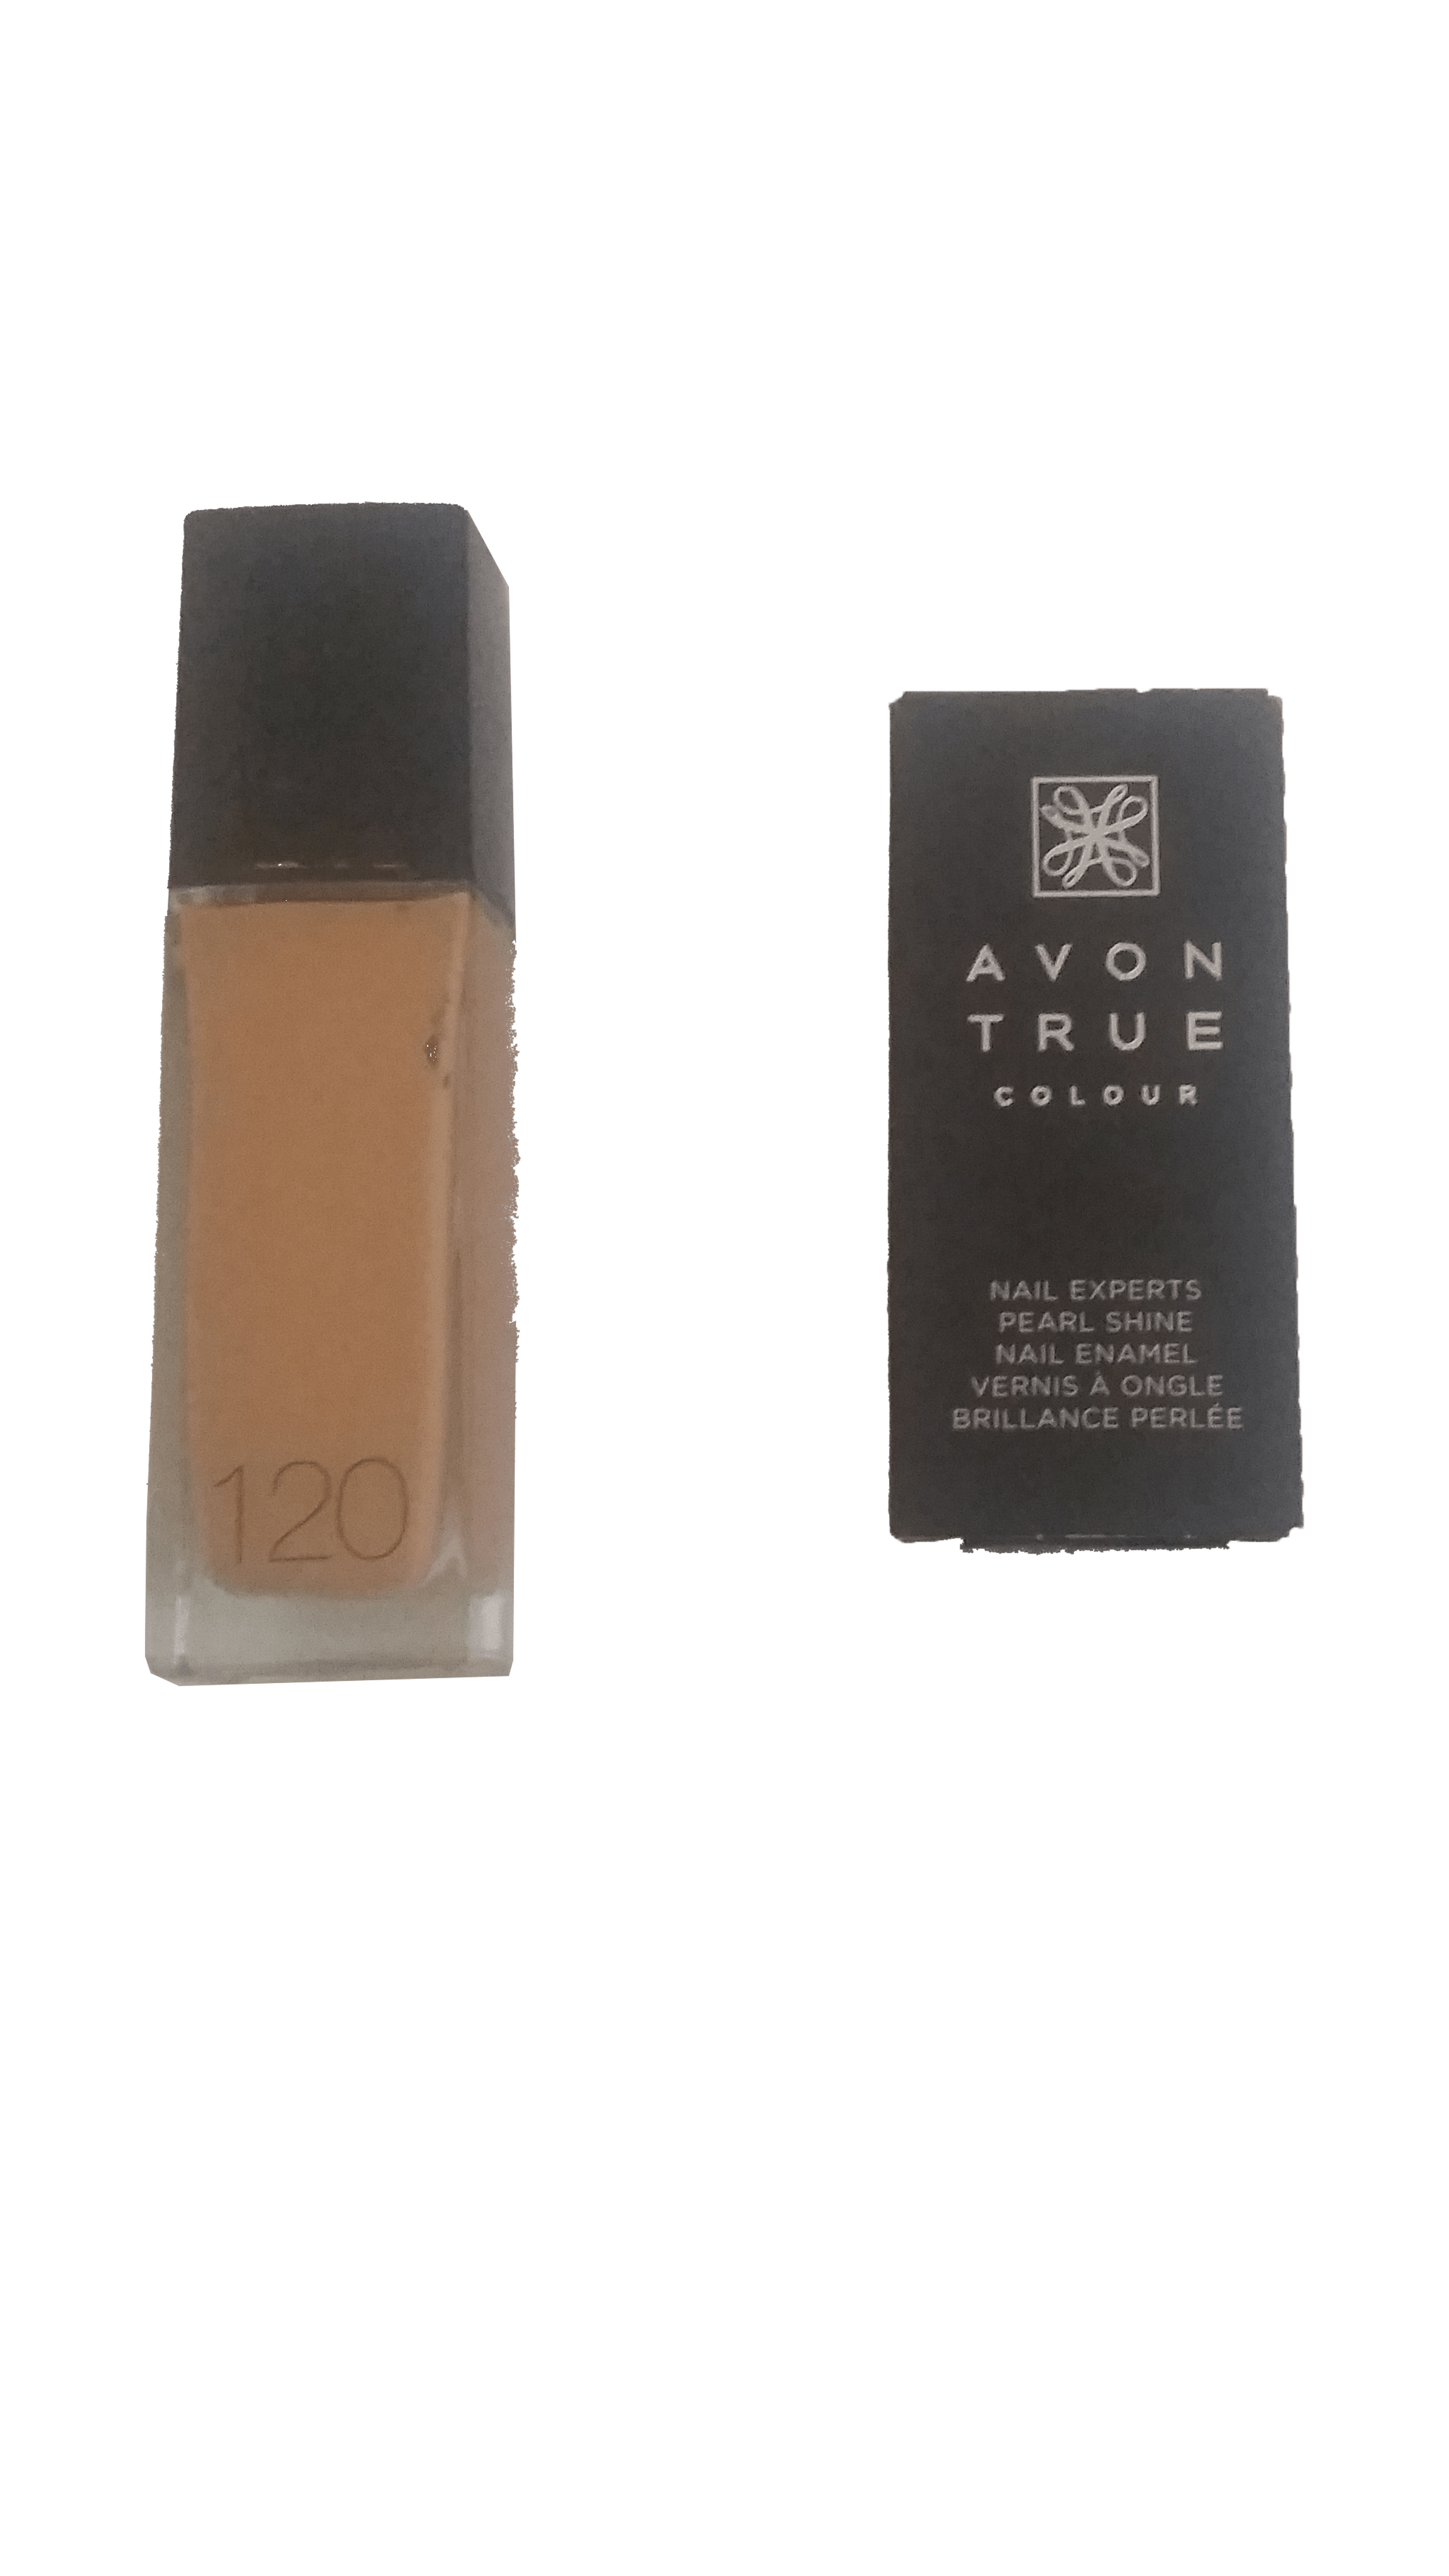 120
AVON
TRUE
COLOUR
NAIL EXPERTS
PEARL SHINE
NAIL ENAMEL
VERNIS À ONGLE
BRILLANCE PERLÉE